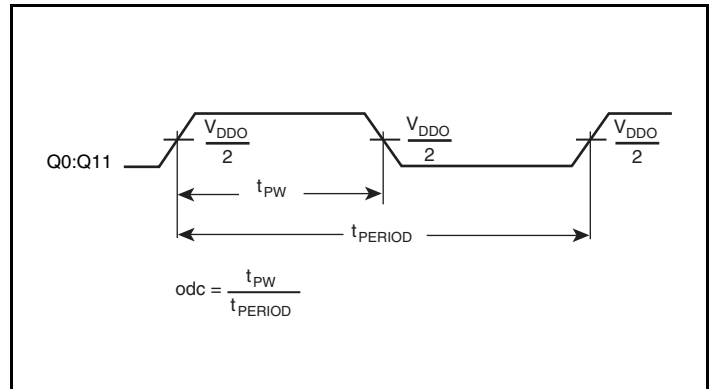 V_DDO
2
V_DDO
2
V_DDO
2
Q0:Q11
t_PW
t_PERIOD
odc = t_PW
t_PERIOD